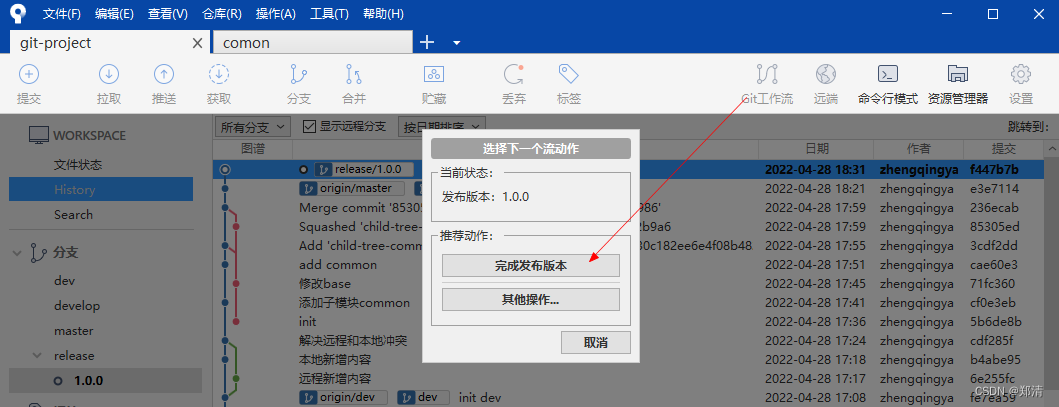 文件(F) 编辑(E) 查看(V) 仓库(R) 操作(A) 工具(T) 帮助(H)
git-project comon
提交 拉取 推送 获取 分支 合并 贮藏 丢弃 标签 Git工作流 远端 命令行模式 资源管理器 设置
WORKSPACE
文件状态
History
Search
分支
dev
develop
master
release
1.0.0
所有分支 显示远程分支 按日期排序 跳转到:
图谱 日期 作者 提交
release/1.0.0 2022-04-28 18:31 zhengqingya f447b7b
origin/master 2022-04-28 18:21 zhengqingya e3e7114
Merge commit '85305 986' 2022-04-28 17:59 zhengqingya 236ecab
Squashed 'child-tree- 2b9a6 2022-04-28 17:59 zhengqingya 85305ed
Add 'child-tree-comm 30c182ee6e4f08b48 2022-04-28 17:55 zhengqingya 3cdf2dd
add common 2022-04-28 17:51 zhengqingya cae60e3
修改base 2022-04-28 17:45 zhengqingya 71fc360
添加子模块common 2022-04-28 17:41 zhengqingya cf0e3eb
init 2022-04-28 17:36 zhengqingya 5b6de8b
解决远程和本地冲突 2022-04-28 17:24 zhengqingya cdf285f
本地新增内容 2022-04-28 17:18 zhengqingya b4abe95
远程新增内容 2022-04-28 17:17 zhengqingya 6e255fc
origin/dev dev init dev 2022-04-28 17:08 zhengqingya fe7ea59
选择下一个流动作
当前状态:
发布版本: 1.0.0
推荐动作:
完成发布版本
其他操作...
取消
CSDN @郑清